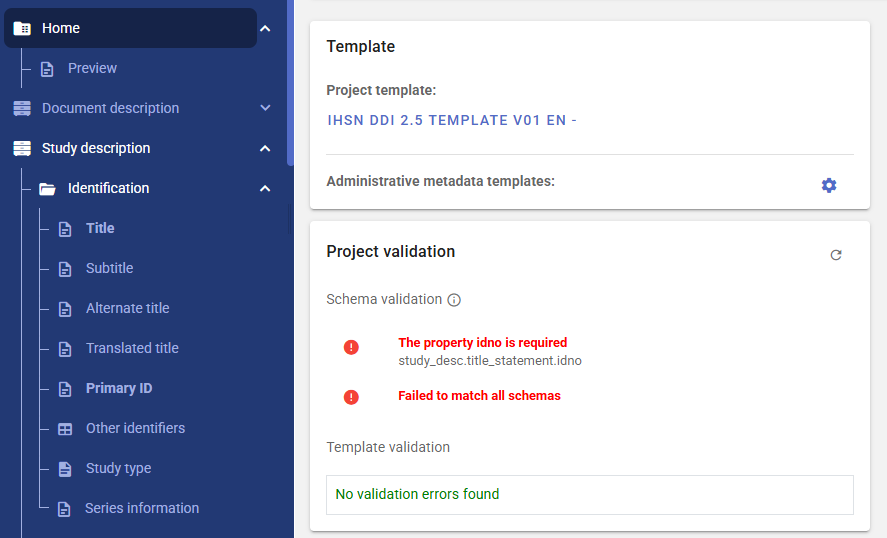 Home
Preview
Document description
Study description
Identification
Title
Subtitle
Alternate title
Translated title
Primary ID
Other identifiers
Study type
Series information
Template
Project template:
IHSN DDI 2.5 TEMPLATE V01 EN -
Administrative metadata templates:
Project validation
Schema validation
The property idno is required
study_desc.title_statement.idno
Failed to match all schemas
Template validation
No validation errors found